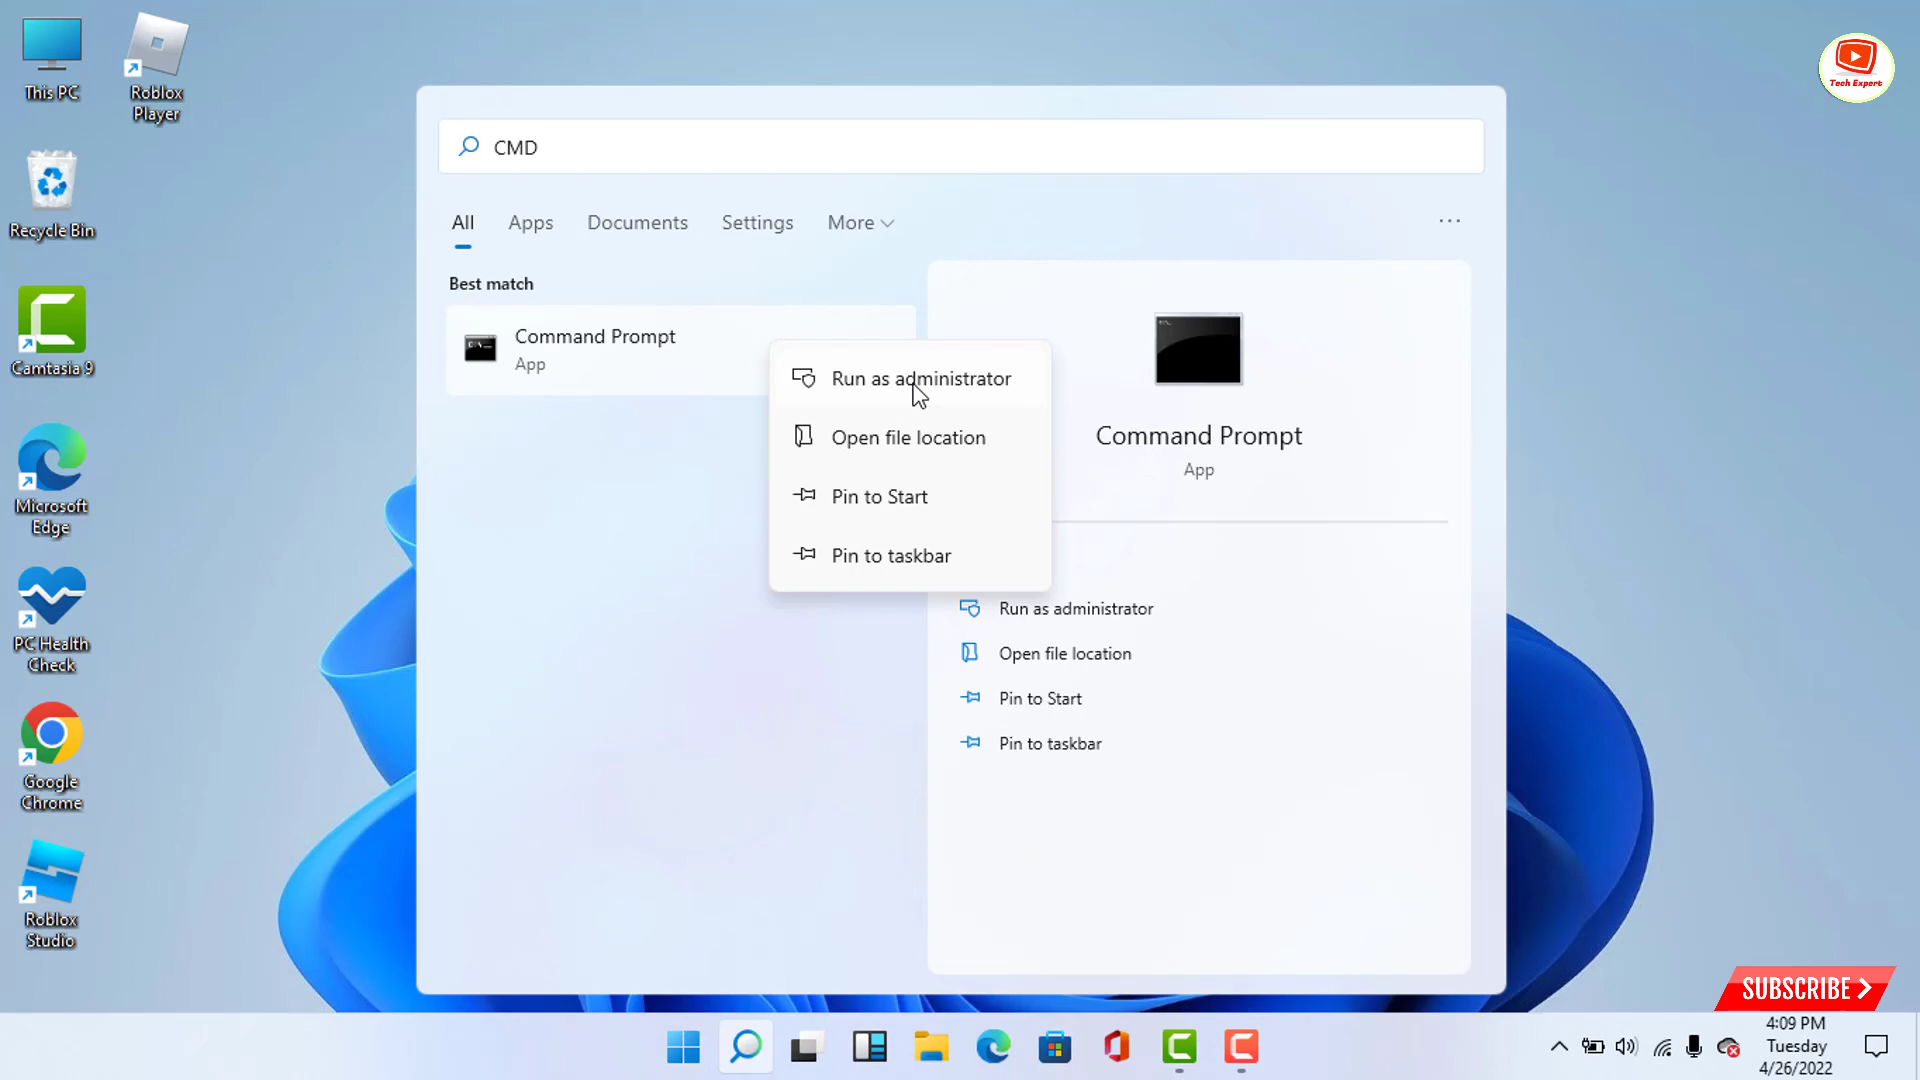 This PC
Roblox
Player
Recycle Bin
Camtasia 9
Microsoft
Edge
PC Health
Check
Google
Chrome
Roblox
Studio
CMD
All
Apps
Documents
Settings
More
Best match
Command Prompt
App
Run as administrator
Open file location
Pin to Start
Pin to taskbar
Command Prompt
App
Run as administrator
Open file location
Pin to Start
Pin to taskbar
Tech Expert
SUBSCRIBE
4:09 PM
Tuesday
4/26/2022